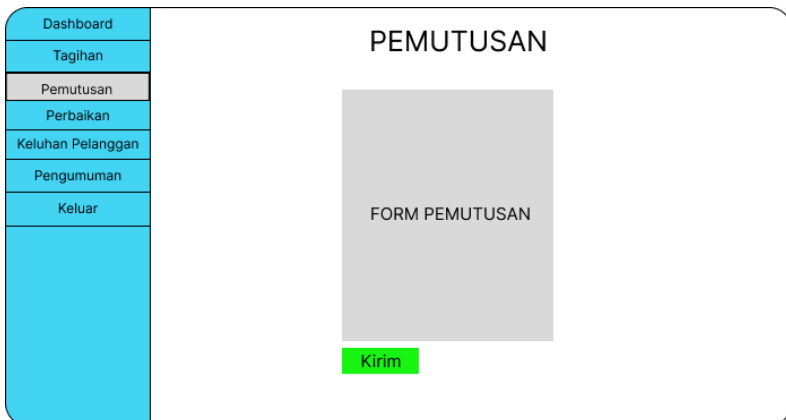 Dashboard
Tagihan
Pemutusan
Perbaikan
Keluhan Pelanggan
Pengumuman
Keluar
PEMUTUSAN
FORM PEMUTUSAN
Kirim